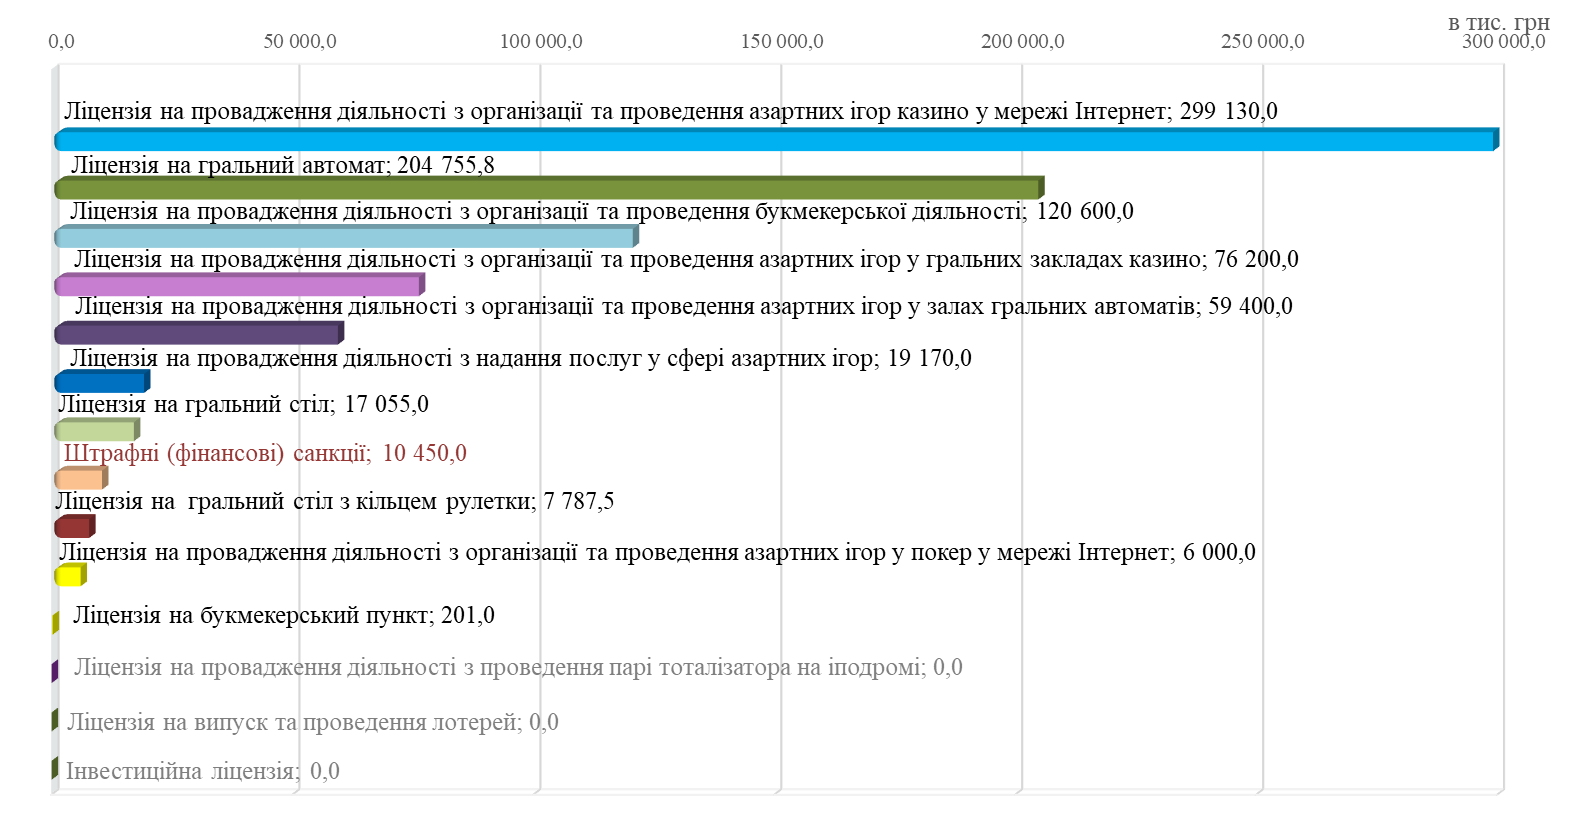 в тис. грн
0,0 50 000,0 100 000,0 150 000,0 200 000,0 250 000,0 300 000,0
Ліцензія на провадження діяльності з організації та проведення азартних ігор казино у мережі Інтернет; 299 130,0
Ліцензія на гральний автомат; 204 755,8
Ліцензія на провадження діяльності з організації та проведення букмекерської діяльності; 120 600,0
Ліцензія на провадження діяльності з організації та проведення азартних ігор у гральних закладах казино; 76 200,0
Ліцензія на провадження діяльності з організації та проведення азартних ігор у залах гральних автоматів; 59 400,0
Ліцензія на провадження діяльності з надання послуг у сфері азартних ігор; 19 170,0
Ліцензія на гральний стіл; 17 055,0
Штрафні (фінансові) санкції; 10 450,0
Ліцензія на гральний стіл з кільцем рулетки; 7 787,5
Ліцензія на провадження діяльності з організації та проведення азартних ігор у покер у мережі Інтернет; 6 000,0
Ліцензія на букмекерський пункт; 201,0
Ліцензія на провадження діяльності з проведення парі тоталізатора на іподромі; 0,0
Ліцензія на випуск та проведення лотерей; 0,0
Інвестиційна ліцензія; 0,0